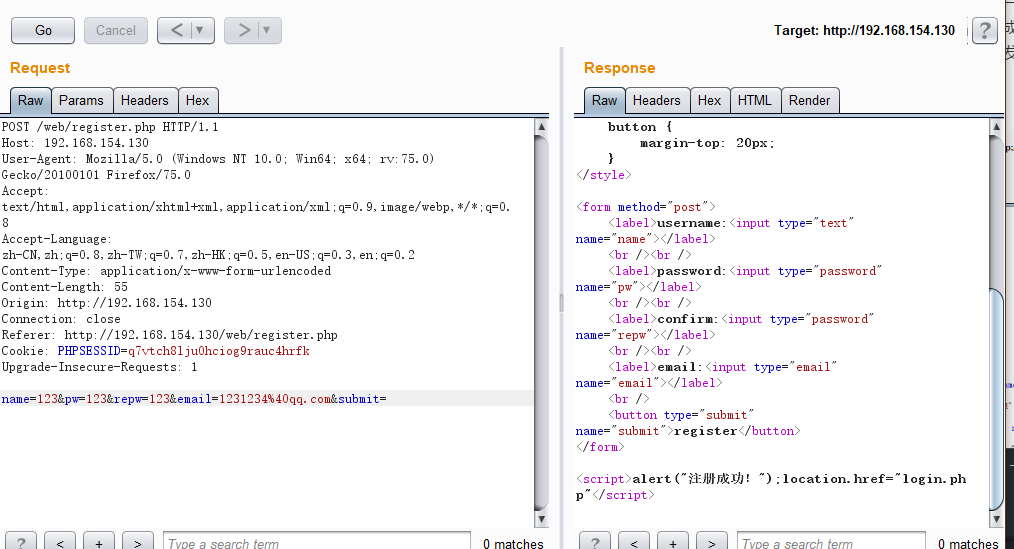 Go
Cancel
< | ▼
> | ▼
Target: http://192.168.154.130
?
Request
Raw
Params
Headers
Hex
POST /web/register.php HTTP/1.1
Host: 192.168.154.130
User-Agent: Mozilla/5.0 (Windows NT 10.0; Win64; x64; rv:75.0)
Gecko/20100101 Firefox/75.0
Accept:
text/html,application/xhtml+xml,application/xml;q=0.9,image/webp,*/*;q=0.
8
Accept-Language:
zh-CN,zh;q=0.8,zh-TW;q=0.7,zh-HK;q=0.5,en-US;q=0.3,en;q=0.2
Content-Type: application/x-www-form-urlencoded
Content-Length: 55
Origin: http://192.168.154.130
Connection: close
Referer: http://192.168.154.130/web/register.php
Cookie: PHPSESSID=q7vtch8lju0hciog9rauc4hrfk
Upgrade-Insecure-Requests: 1
name=123&pw=123&repw=123&email=1231234%40qq.com&submit=
?
<
+
>
Type a search term
0 matches
Response
Raw
Headers
Hex
HTML
Render
button {
margin-top: 20px;
}
</style>
<form method="post">
<label>username:<input type="text"
name="name"></label>
<br /><br />
<label>password:<input type="password"
name="pw"></label>
<br /><br />
<label>confirm:<input type="password"
name="repw"></label>
<br /><br />
<label>email:<input type="email"
name="email"></label>
<br />
<button type="submit"
name="submit">register</button>
</form>
<script>alert("注册成功！");location.href="login.ph
p"</script>
?
<
+
>
Type a search term
0 matches